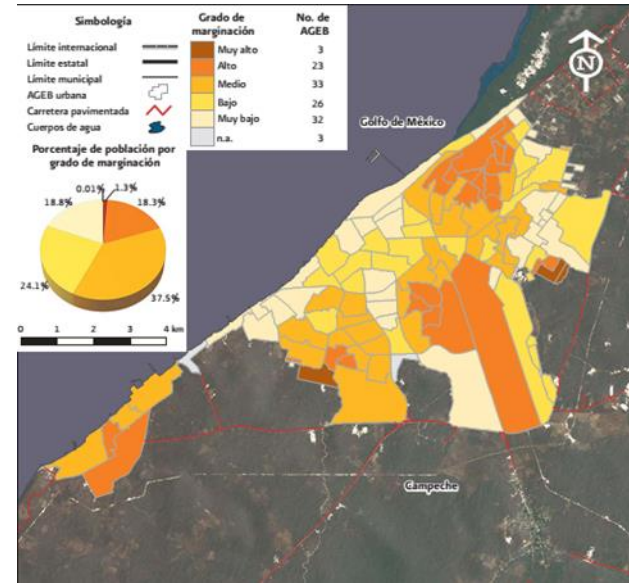 Simbología
Límite internacional
Límite estatal
Límite municipal
AGEB urbana
Carretera pavimentada
Cuerpos de agua
Porcentaje de población por
grado de marginación
0.01%
1.3%
18.8%
18.3%
24.1%
37.5%
0 1 2 3 4 km
Grado de
marginación
No. de
AGEB
Muy alto 3
Alto 23
Medio 33
Bajo 26
Muy bajo 32
n.a. 3
N
Golfo de México
Campeche